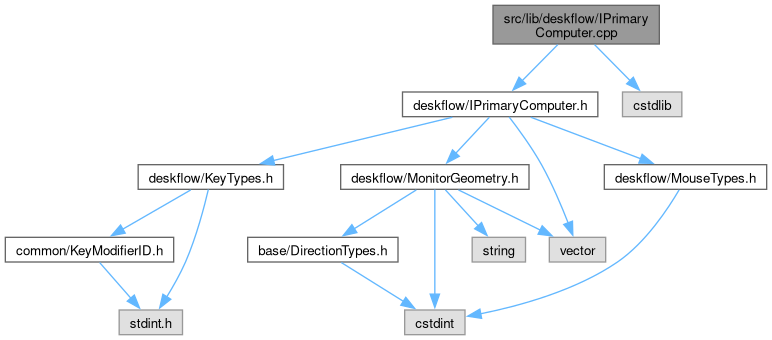 src/lib/deskflow/IPrimary
Computer.cpp
deskflow/IPrimaryComputer.h
cstdlib
deskflow/KeyTypes.h
deskflow/MonitorGeometry.h
deskflow/MouseTypes.h
common/KeyModifierID.h
base/DirectionTypes.h
string
vector
stdint.h
cstdint